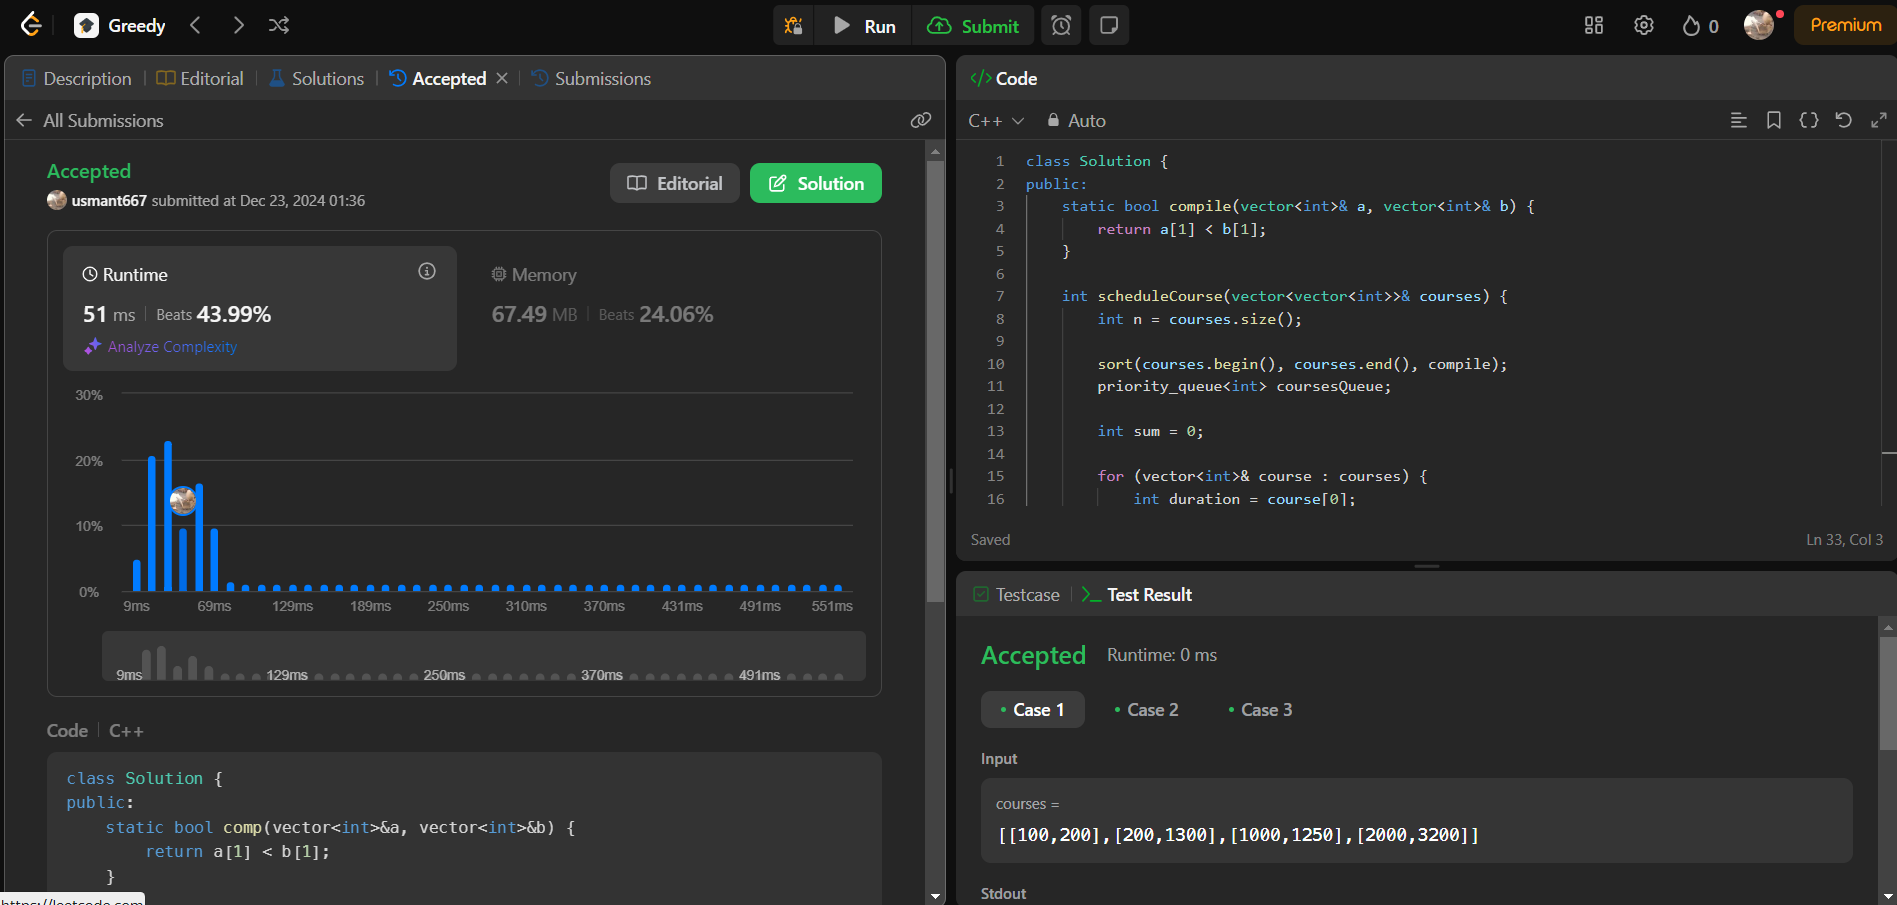 Greedy
Run
Submit
0
Premium
Description
Editorial
Solutions
Accepted
Submissions
All Submissions
Accepted
usmant667 submitted at Dec 23, 2024 01:36
Editorial
Solution
Runtime
51 ms
Beats 43.99%
Analyze Complexity
Memory
67.49 MB
Beats 24.06%
30%
20%
10%
0%
9ms 69ms 129ms 189ms 250ms 310ms 370ms 431ms 491ms 551ms
9ms 129ms 250ms 370ms 491ms
Code
C++
class Solution {
public:
static bool comp(vector<int>&a, vector<int>&b) {
return a[1] < b[1];
}
https://leetcode.com
</> Code
C++
Auto
1 class Solution {
2 public:
3 static bool compile(vector<int>& a, vector<int>& b) {
4 return a[1] < b[1];
5 }
6
7 int scheduleCourse(vector<vector<int>>& courses) {
8 int n = courses.size();
9
10 sort(courses.begin(), courses.end(), compile);
11 priority_queue<int> coursesQueue;
12
13 int sum = 0;
14
15 for (vector<int>& course : courses) {
16 int duration = course[0];
Saved
Ln 33, Col 3
Testcase
Test Result
Accepted
Runtime: 0 ms
Case 1
Case 2
Case 3
Input
courses =
[[100,200],[200,1300],[1000,1250],[2000,3200]]
Stdout